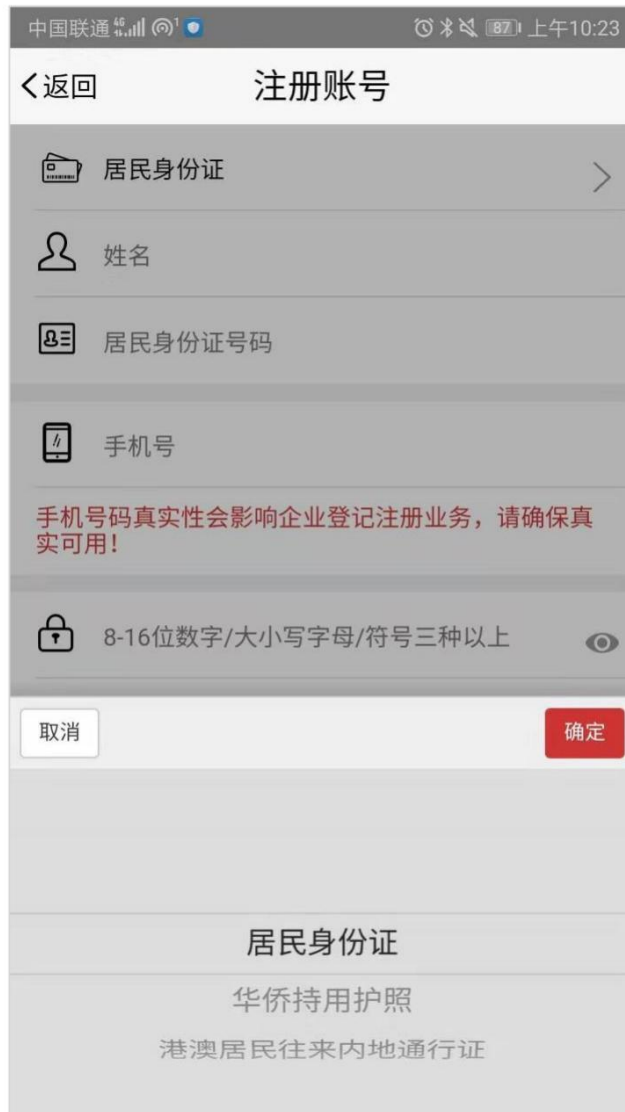 中国联通 4G 1 87 上午10:23
返回 注册账号
居民身份证
姓名
居民身份证号码
手机号
手机号码真实性会影响企业登记注册业务，请确保真
实可用！
8-16位数字/大小写字母/符号三种以上
取消 确定
居民身份证
华侨持用护照
港澳居民往来内地通行证